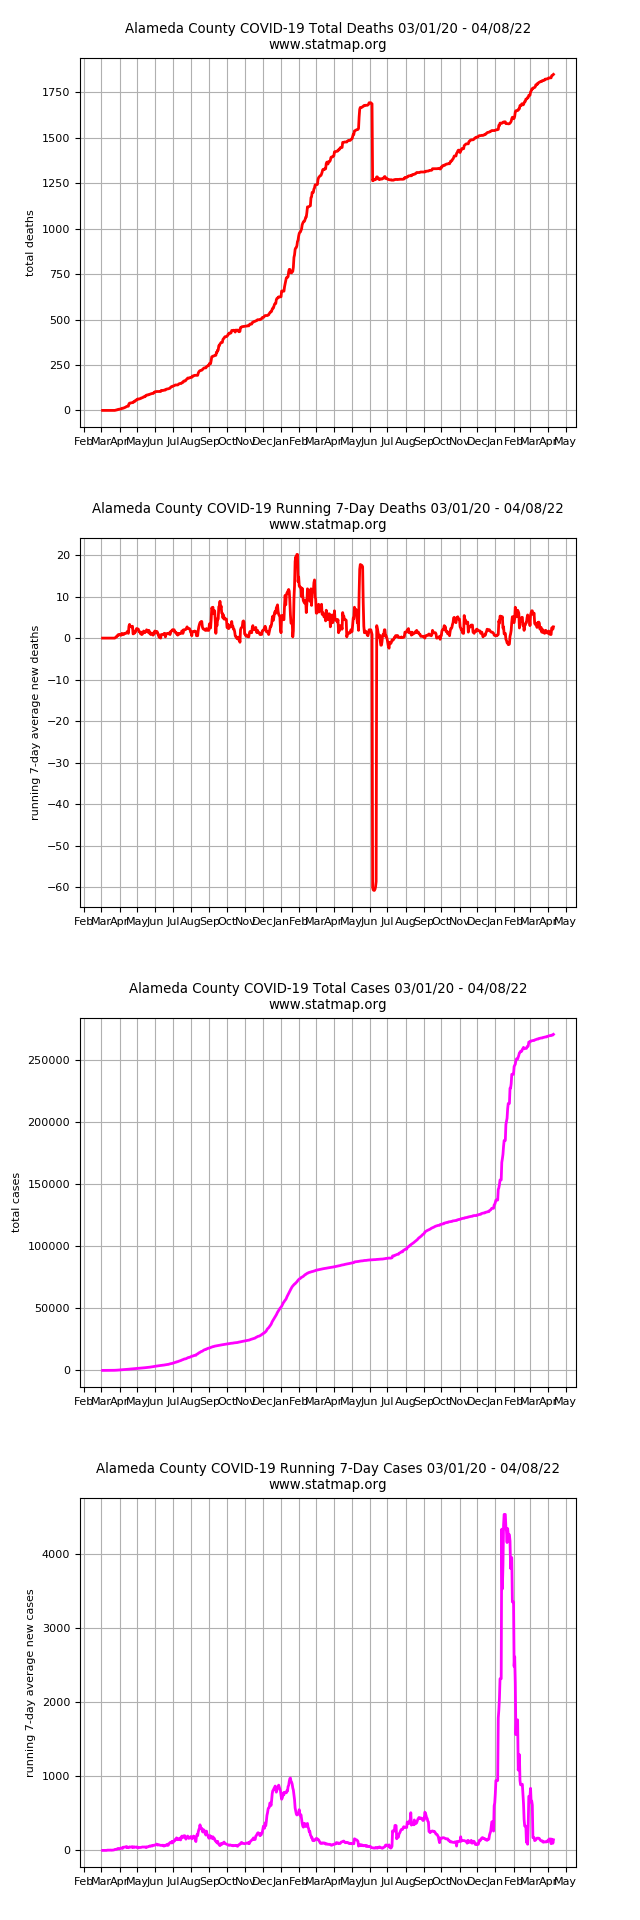 Alameda County COVID-19 Total Deaths 03/01/20 - 04/08/22
www.statmap.org
total deaths
1750
1500
1250
1000
750
500
250
0
Feb Mar Apr May Jun Jul Aug Sep Oct Nov Dec Jan Feb Mar Apr May Jun Jul Aug Sep Oct Nov Dec Jan Feb Mar Apr May
Alameda County COVID-19 Running 7-Day Deaths 03/01/20 - 04/08/22
www.statmap.org
running 7-day average new deaths
20
10
0
−10
−20
−30
−40
−50
−60
Feb Mar Apr May Jun Jul Aug Sep Oct Nov Dec Jan Feb Mar Apr May Jun Jul Aug Sep Oct Nov Dec Jan Feb Mar Apr May
Alameda County COVID-19 Total Cases 03/01/20 - 04/08/22
www.statmap.org
total cases
250000
200000
150000
100000
50000
0
Feb Mar Apr May Jun Jul Aug Sep Oct Nov Dec Jan Feb Mar Apr May Jun Jul Aug Sep Oct Nov Dec Jan Feb Mar Apr May
Alameda County COVID-19 Running 7-Day Cases 03/01/20 - 04/08/22
www.statmap.org
running 7-day average new cases
4000
3000
2000
1000
0
Feb Mar Apr May Jun Jul Aug Sep Oct Nov Dec Jan Feb Mar Apr May Jun Jul Aug Sep Oct Nov Dec Jan Feb Mar Apr May